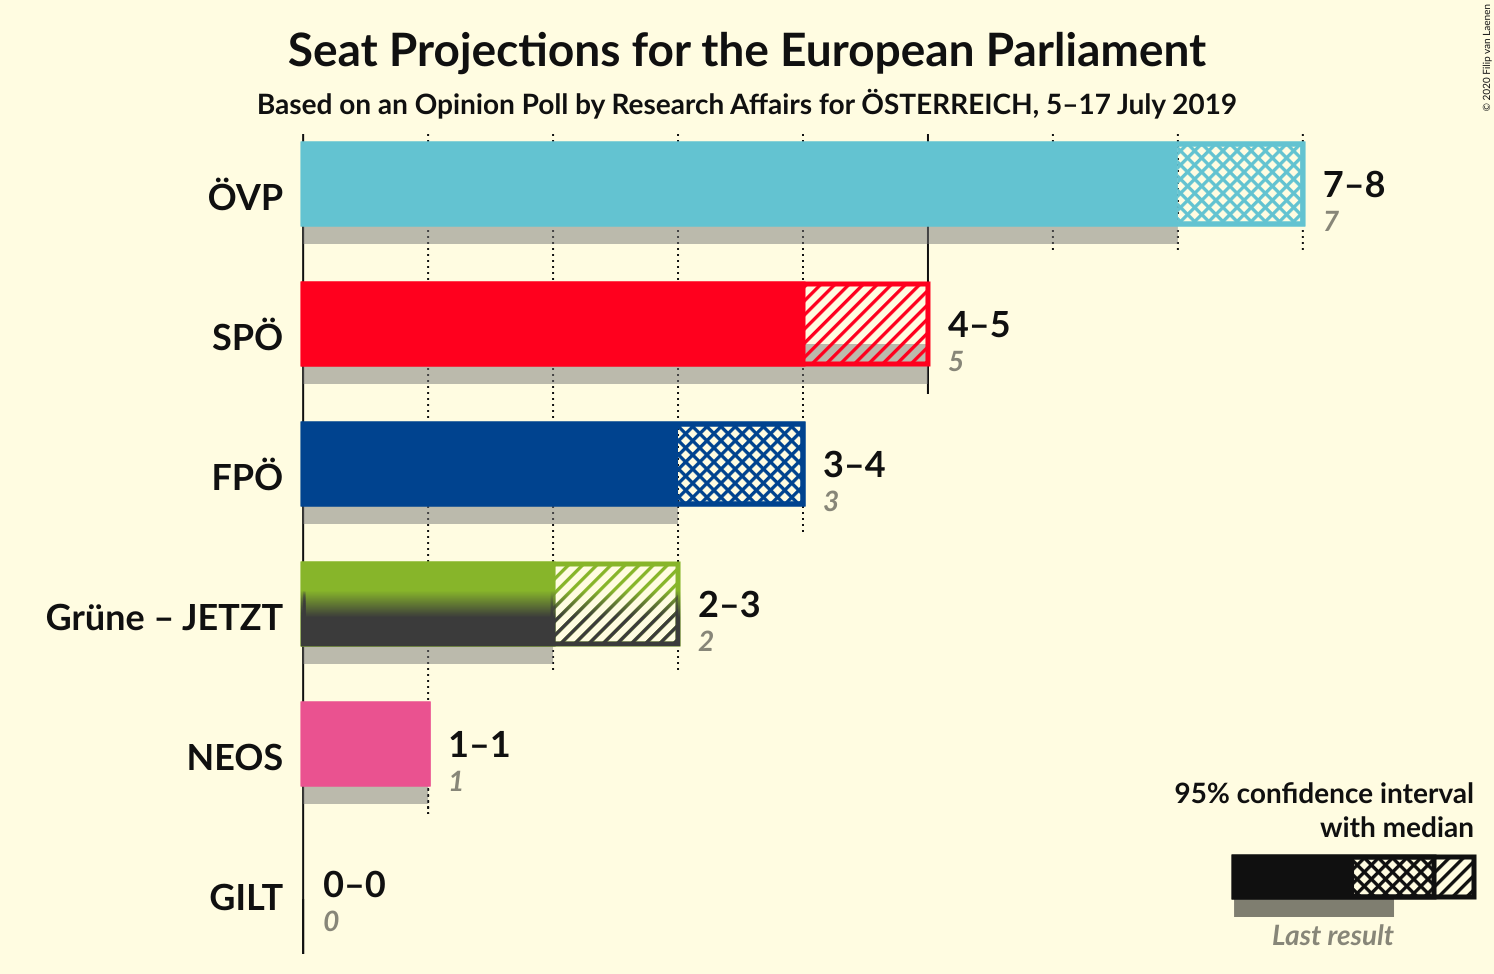 Seat Projections for the European Parliament
Based on an Opinion Poll by Research Affairs for ÖSTERREICH, 5–17 July 2019
© 2020 Filip van Laenen
ÖVP
7–8
7
SPÖ
4–5
5
FPÖ
3–4
3
Grüne – JETZT
2–3
2
NEOS
1–1
1
GILT
0–0
0
95% confidence interval
with median
Last result